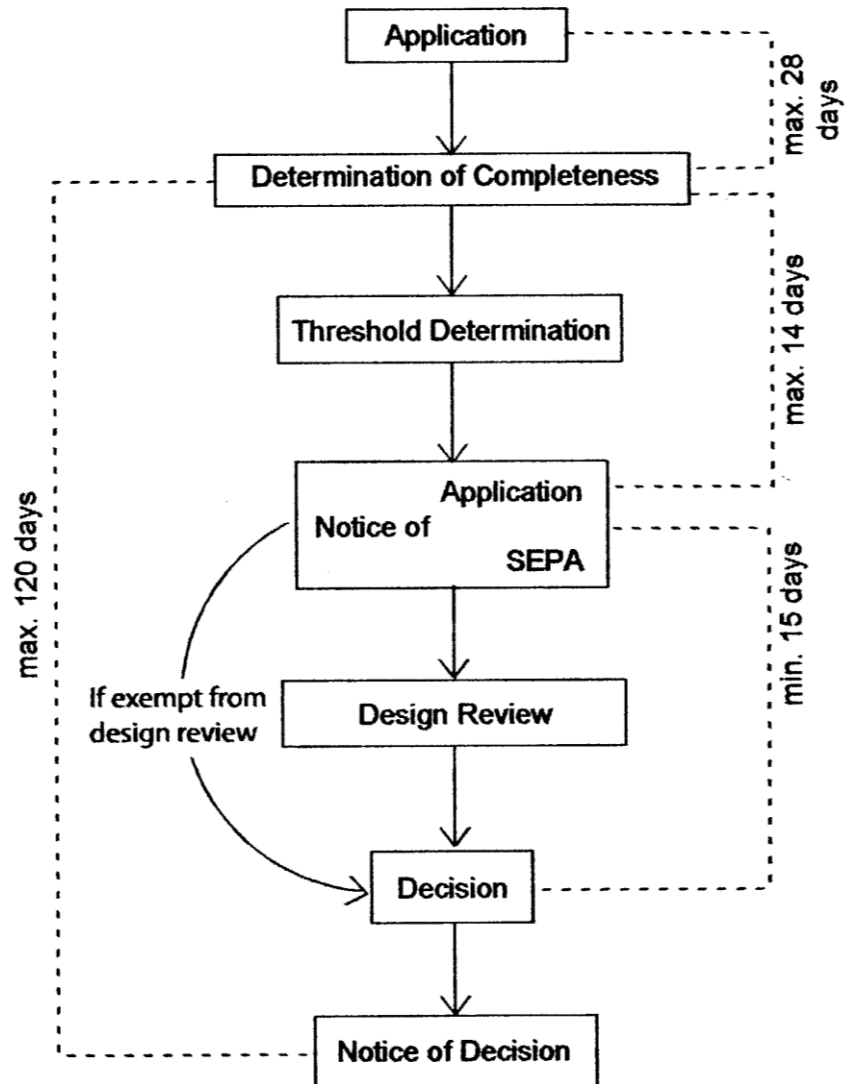 Application
max. 28
days
Determination of Completeness
max. 14 days
Threshold Determination
Application
Notice of
SEPA
max. 120 days
min. 15 days
If exempt from
design review
Design Review
Decision
Notice of Decision